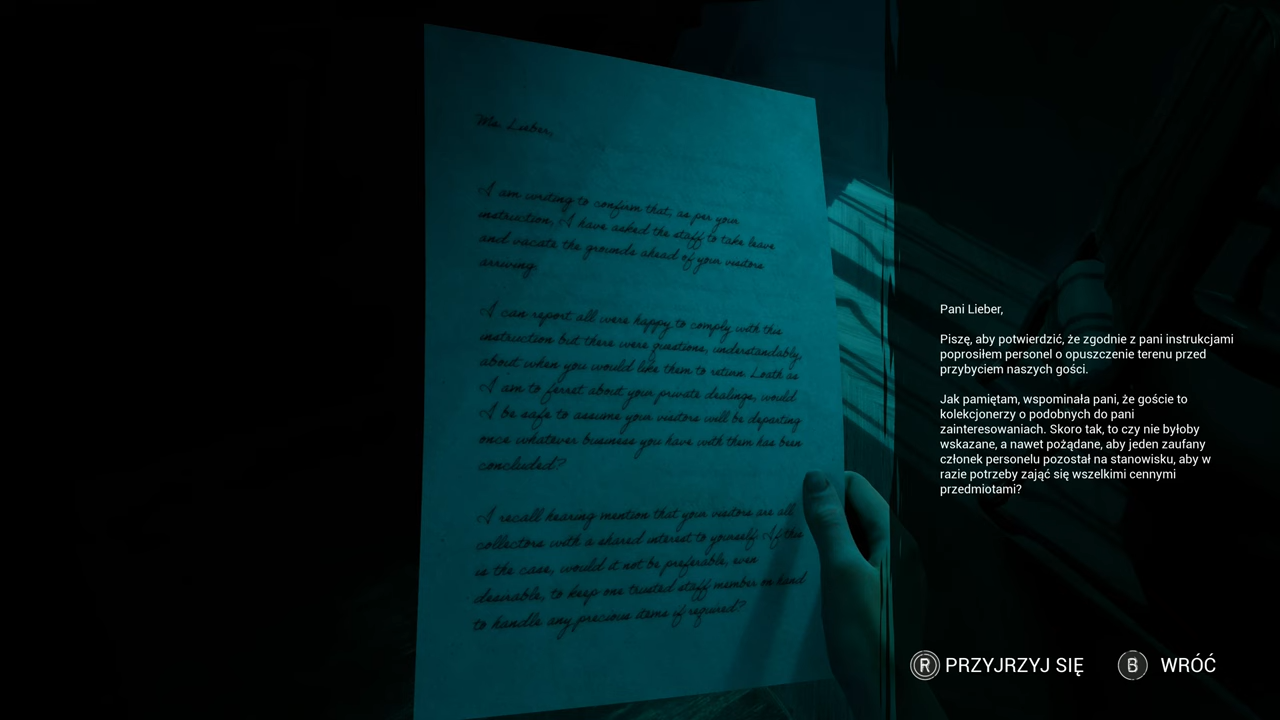 Ms. Lieber,
I am writing to confirm that, as per your
instruction, I have asked the staff to take leave
and vacate the grounds ahead of your visitors
arriving.
I can report all were happy to comply with this
instruction but there were questions, understandably,
about when you would like them to return. Loath as
I am to ferret about your private dealings, would
I be safe to assume your visitors will be departing
once whatever business you have with them has been
concluded?
I recall hearing mention that your visitors are all
collectors with a shared interest to yourself. If this
is the case, would it not be preferable, even
desirable, to keep one trusted staff member on hand
to handle any precious items if required?
Pani Lieber,
Piszę, aby potwierdzić, że zgodnie z pani instrukcjami
poprosiłem personel o opuszczenie terenu przed
przybyciem naszych gości.
Jak pamiętam, wspominała pani, że goście to
kolekcjonerzy o podobnych do pani
zainteresowaniach. Skoro tak, to czy nie byłoby
wskazane, a nawet pożądane, aby jeden zaufany
członek personelu pozostał na stanowisku, aby w
razie potrzeby zająć się wszelkimi cennymi
przedmiotami?
R PRZYJRZYJ SIĘ B WRÓĆ